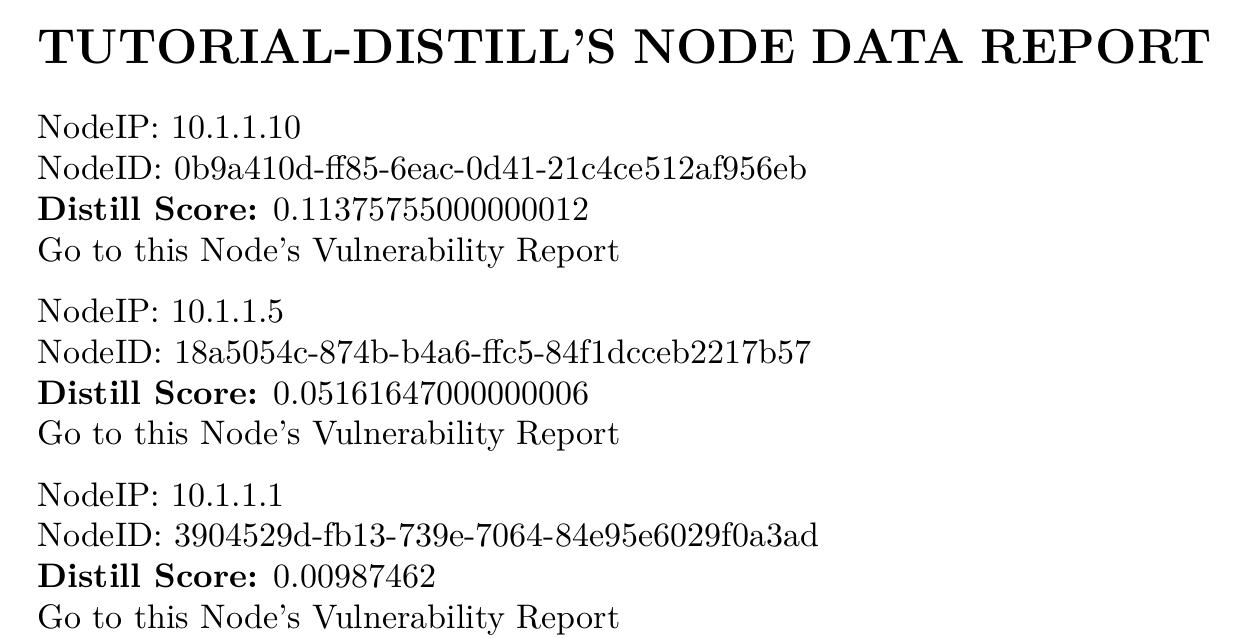 TUTORIAL-DISTILL'S NODE DATA REPORT
NodeIP: 10.1.1.10
NodeID: 0b9a410d-ff85-6eac-0d41-21c4ce512af956eb
Distill Score: 0.11375755000000012
Go to this Node's Vulnerability Report
NodeIP: 10.1.1.5
NodeID: 18a5054c-874b-b4a6-ffc5-84f1dcceb2217b57
Distill Score: 0.05161647000000006
Go to this Node's Vulnerability Report
NodeIP: 10.1.1.1
NodeID: 3904529d-fb13-739e-7064-84e95e6029f0a3ad
Distill Score: 0.00987462
Go to this Node's Vulnerability Report